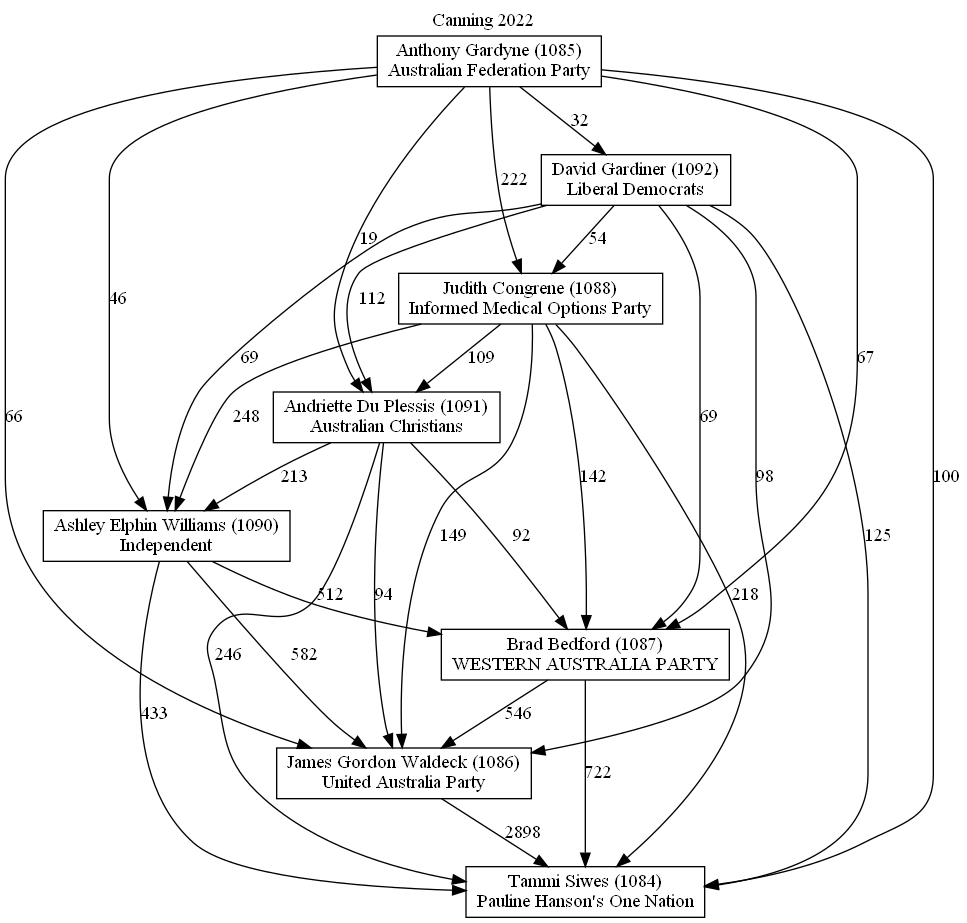 Canning 2022
Anthony Gardyne (1085)
Australian Federation Party
32
David Gardiner (1092)
Liberal Democrats
222
19
54
Judith Congrene (1088)
Informed Medical Options Party
46
112
69
248
109
67
Andriette Du Plessis (1091)
Australian Christians
66
69
213
142
98
100
Ashley Elphin Williams (1090)
Independent
149
92
125
512
94
218
Brad Bedford (1087)
WESTERN AUSTRALIA PARTY
246
582
433
546
James Gordon Waldeck (1086)
United Australia Party
722
2898
Tammi Siwes (1084)
Pauline Hanson's One Nation